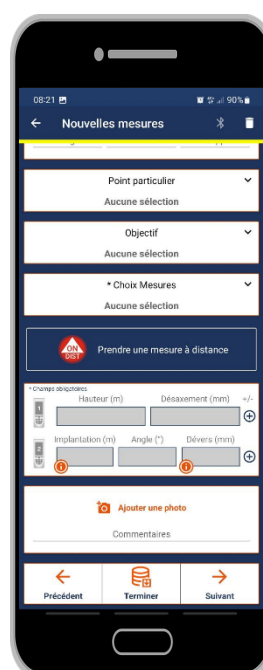 08:21 90%
Nouvelles mesures
Point particulier
Aucune sélection
Objectif
Aucune sélection
* Choix Mesures
Aucune sélection
ON
DIST
Prendre une mesure à distance
* Champs obligatoires
Hauteur (m) Désaxement (mm) +/-
1
Implantation (m) Angle (°) Dévers (mm)
2
Ajouter une photo
Commentaires
Précédent Terminer Suivant